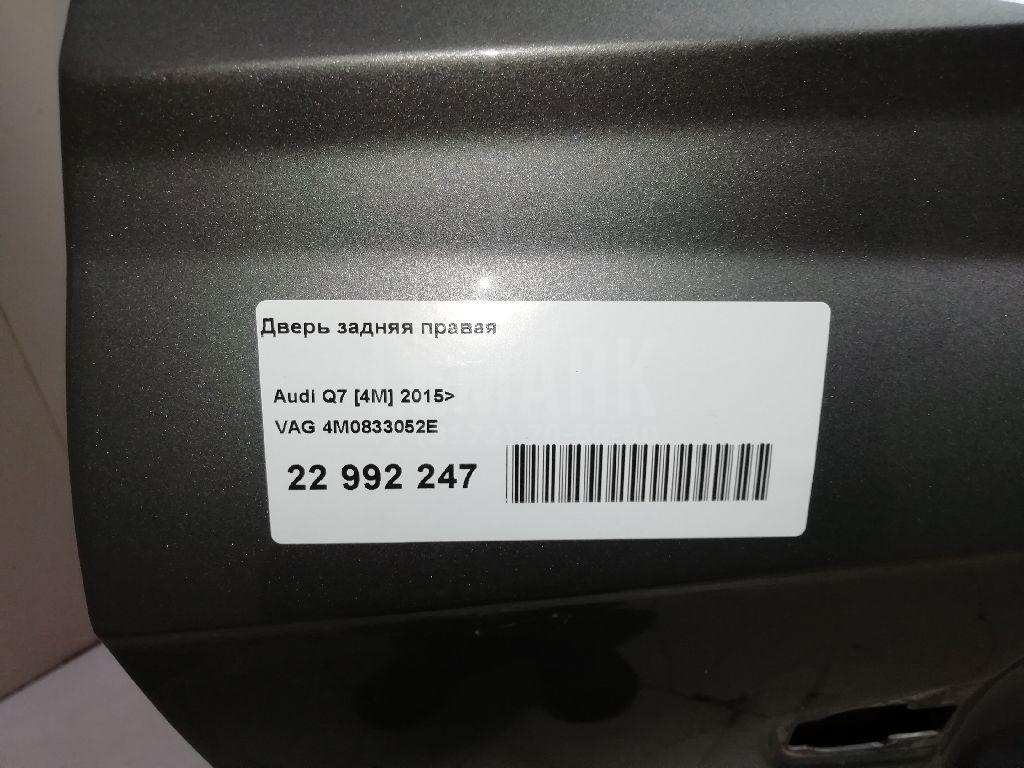 Дверь задняя правая
Audi Q7 [4M] 2015>
VAG 4M0833052E
22 992 247